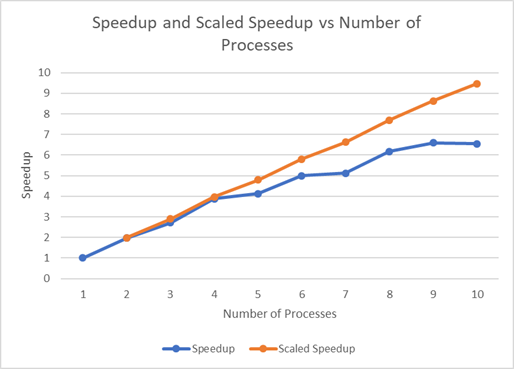 Speedup and Scaled Speedup vs Number of
Processes
10
9
8
7
6
5
4
3
2
1
0
Speedup
1 2 3 4 5 6 7 8 9 10
Number of Processes
Speedup Scaled Speedup